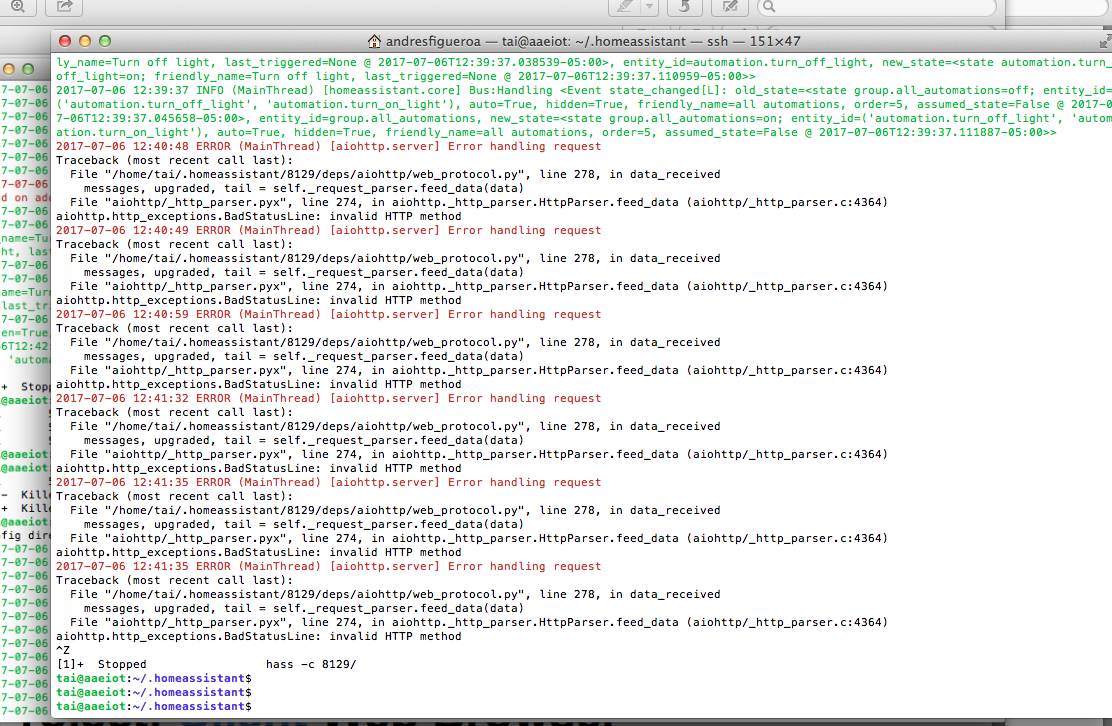 andresfigueroa — tai@aaeiot: ~/.homeassistant — ssh — 151×47
ly_name=Turn off light, last_triggered=None @ 2017-07-06T12:39:37.038539-05:00>, entity_id=automation.turn_off_light, new_state=<state automation.turn_
off_light=on; friendly_name=Turn off light, last_triggered=None @ 2017-07-06T12:39:37.110959-05:00>>
2017-07-06 12:39:37 INFO (MainThread) [homeassistant.core] Bus:Handling <Event state_changed[L]: old_state=<state group.all_automations=off; entity_id=
('automation.turn_off_light', 'automation.turn_on_light'), auto=True, hidden=True, friendly_name=all automations, order=5, assumed_state=False @ 2017-0
7-06T12:39:37.045658-05:00>, entity_id=group.all_automations, new_state=<state group.all_automations=on; entity_id=('automation.turn_off_light', 'autom
ation.turn_on_light'), auto=True, hidden=True, friendly_name=all automations, order=5, assumed_state=False @ 2017-07-06T12:39:37.111887-05:00>>
2017-07-06 12:40:48 ERROR (MainThread) [aiohttp.server] Error handling request
Traceback (most recent call last):
File "/home/tai/.homeassistant/8129/deps/aiohttp/web_protocol.py", line 278, in data_received
messages, upgraded, tail = self._request_parser.feed_data(data)
File "aiohttp/_http_parser.pyx", line 274, in aiohttp._http_parser.HttpParser.feed_data (aiohttp/_http_parser.c:4364)
aiohttp.http_exceptions.BadStatusLine: invalid HTTP method
2017-07-06 12:40:49 ERROR (MainThread) [aiohttp.server] Error handling request
Traceback (most recent call last):
File "/home/tai/.homeassistant/8129/deps/aiohttp/web_protocol.py", line 278, in data_received
messages, upgraded, tail = self._request_parser.feed_data(data)
File "aiohttp/_http_parser.pyx", line 274, in aiohttp._http_parser.HttpParser.feed_data (aiohttp/_http_parser.c:4364)
aiohttp.http_exceptions.BadStatusLine: invalid HTTP method
2017-07-06 12:40:59 ERROR (MainThread) [aiohttp.server] Error handling request
Traceback (most recent call last):
File "/home/tai/.homeassistant/8129/deps/aiohttp/web_protocol.py", line 278, in data_received
messages, upgraded, tail = self._request_parser.feed_data(data)
File "aiohttp/_http_parser.pyx", line 274, in aiohttp._http_parser.HttpParser.feed_data (aiohttp/_http_parser.c:4364)
aiohttp.http_exceptions.BadStatusLine: invalid HTTP method
2017-07-06 12:41:32 ERROR (MainThread) [aiohttp.server] Error handling request
Traceback (most recent call last):
File "/home/tai/.homeassistant/8129/deps/aiohttp/web_protocol.py", line 278, in data_received
messages, upgraded, tail = self._request_parser.feed_data(data)
File "aiohttp/_http_parser.pyx", line 274, in aiohttp._http_parser.HttpParser.feed_data (aiohttp/_http_parser.c:4364)
aiohttp.http_exceptions.BadStatusLine: invalid HTTP method
2017-07-06 12:41:35 ERROR (MainThread) [aiohttp.server] Error handling request
Traceback (most recent call last):
File "/home/tai/.homeassistant/8129/deps/aiohttp/web_protocol.py", line 278, in data_received
messages, upgraded, tail = self._request_parser.feed_data(data)
File "aiohttp/_http_parser.pyx", line 274, in aiohttp._http_parser.HttpParser.feed_data (aiohttp/_http_parser.c:4364)
aiohttp.http_exceptions.BadStatusLine: invalid HTTP method
2017-07-06 12:41:35 ERROR (MainThread) [aiohttp.server] Error handling request
Traceback (most recent call last):
File "/home/tai/.homeassistant/8129/deps/aiohttp/web_protocol.py", line 278, in data_received
messages, upgraded, tail = self._request_parser.feed_data(data)
File "aiohttp/_http_parser.pyx", line 274, in aiohttp._http_parser.HttpParser.feed_data (aiohttp/_http_parser.c:4364)
aiohttp.http_exceptions.BadStatusLine: invalid HTTP method
^Z
[1]+  Stopped                 hass -c 8129/
tai@aaeiot:~/.homeassistant$
tai@aaeiot:~/.homeassistant$
tai@aaeiot:~/.homeassistant$